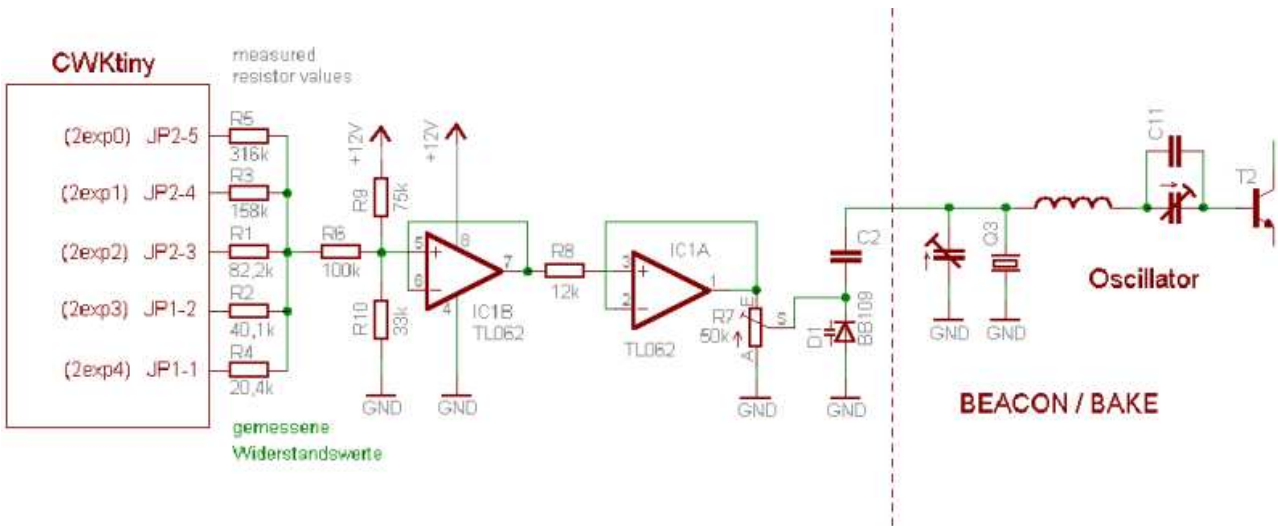 CWKtiny
measured
resistor values
(2exp0) JP2-5
R5
316k
(2exp1) JP2-4
R3
158k
(2exp2) JP2-3
R1
82,2k
(2exp3) JP1-2
R2
40,1k
(2exp4) JP1-1
R4
20,4k
gemessene
Widerstandswerte
R6
100k
+12V
R9
75k
R10
33k
GND
+12V
8
5
6
7
4
+
-
IC1B
TL062
GND
R8
12k
IC1A
3
2
1
+
-
TL062
R7
50k
E
S
A
GND
C2
D1
BB109
GND
GND
Q3
GND
C11
T2
Oscillator
BEACON / BAKE